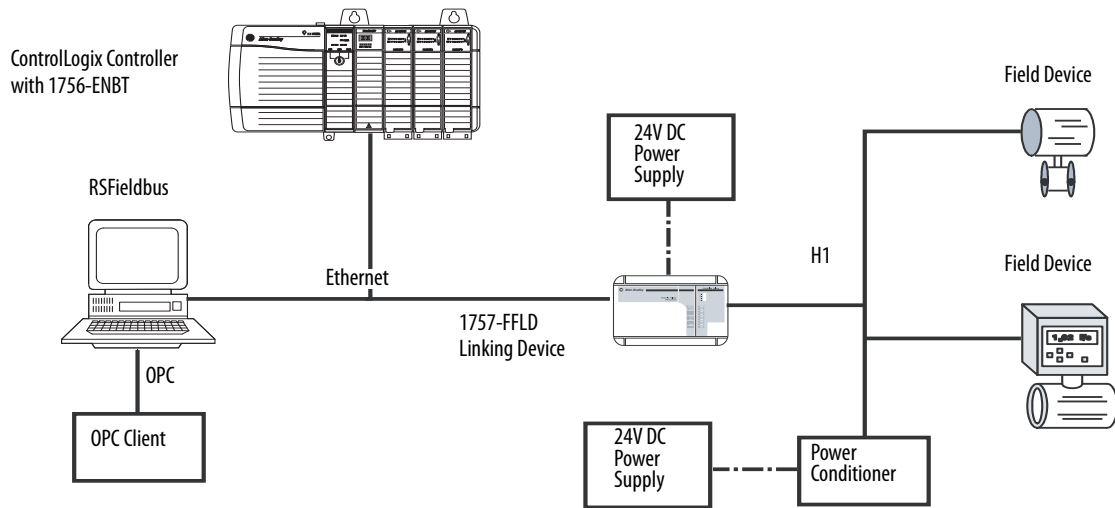 ControlLogix Controller
with 1756-ENBT
RSFieldbus
Ethernet
OPC
OPC Client
24V DC
Power
Supply
1757-FFLD
Linking Device
H1
Field Device
Field Device
24V DC
Power
Supply
Power
Conditioner